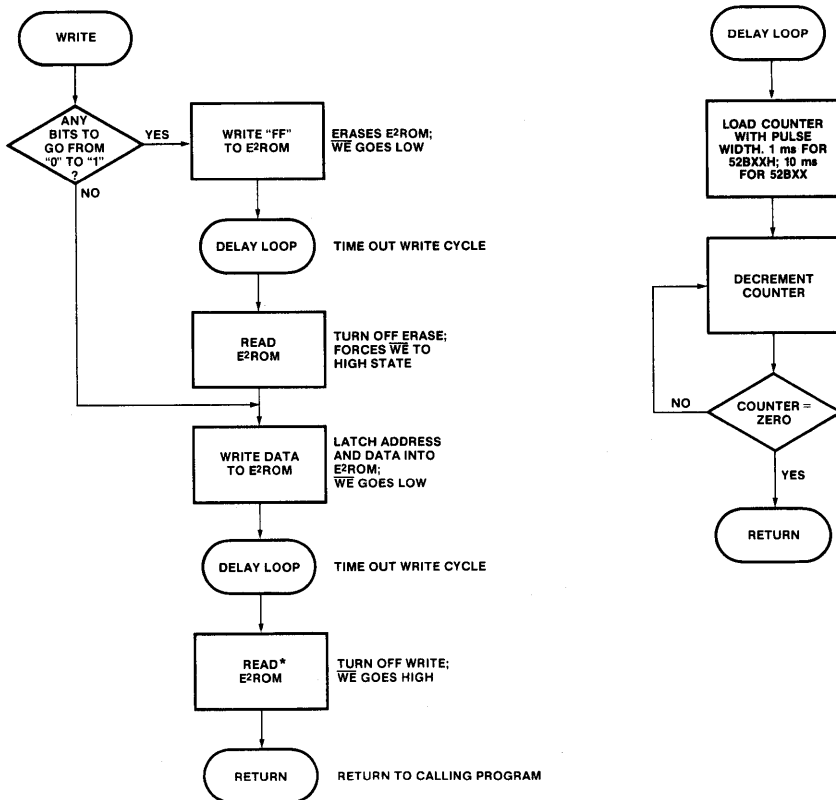 WRITE
ANY
BITS TO
GO FROM
"0" TO "1"
?
YES
NO
WRITE "FF"
TO E²ROM
ERASES E²ROM;
WE GOES LOW
DELAY LOOP
TIME OUT WRITE CYCLE
READ
E²ROM
TURN OFF ERASE;
FORCES WE TO
HIGH STATE
WRITE DATA
TO E²ROM
LATCH ADDRESS
AND DATA INTO
E²ROM;
WE GOES LOW
DELAY LOOP
TIME OUT WRITE CYCLE
READ*
E²ROM
TURN OFF WRITE;
WE GOES HIGH
RETURN
RETURN TO CALLING PROGRAM
DELAY LOOP
LOAD COUNTER
WITH PULSE
WIDTH. 1 ms FOR
52BXXH; 10 ms
FOR 52BXX
DECREMENT
COUNTER
NO
COUNTER =
ZERO
YES
RETURN